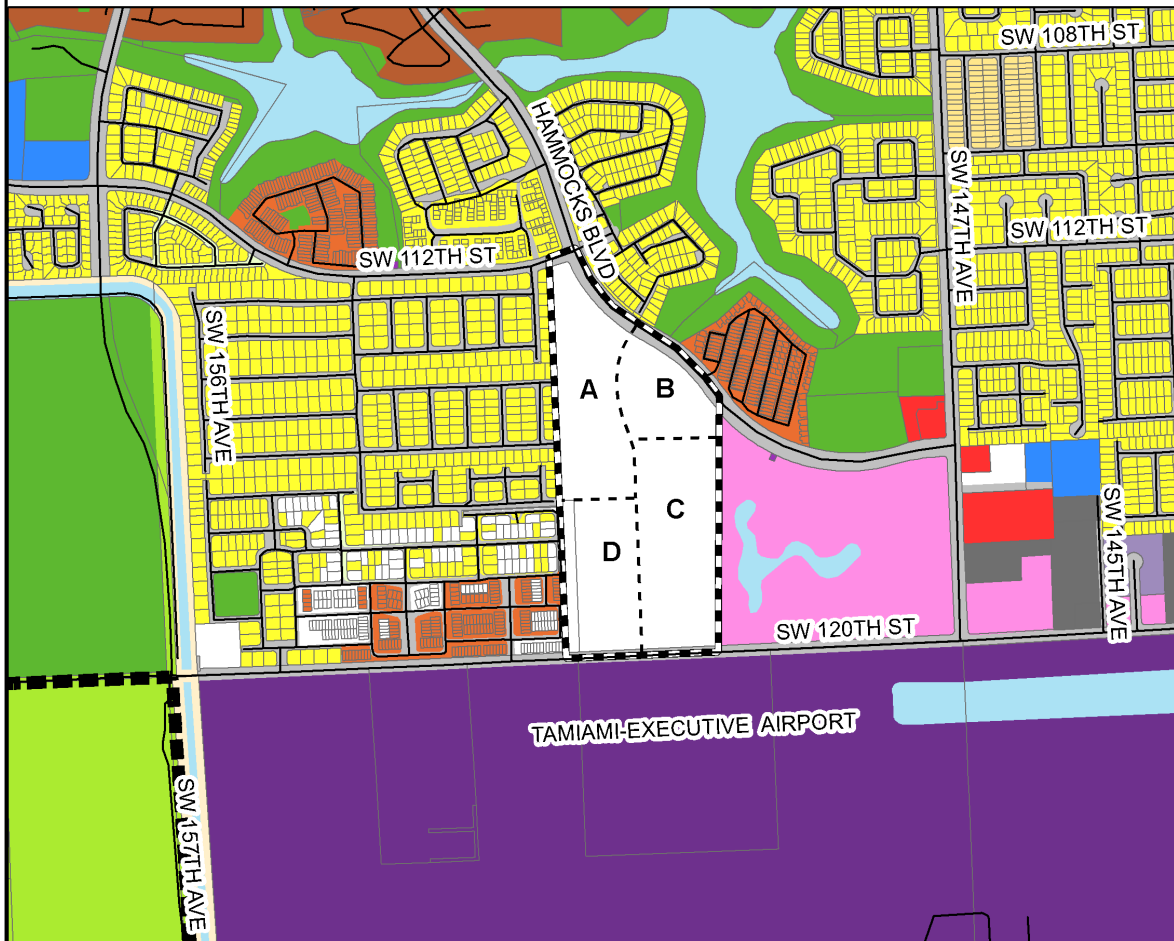 SW 108TH ST
HAMMOCKS BLVD
SW 147TH AVE
SW 112TH ST
SW 112TH ST
SW 156TH AVE
A
B
C
D
SW 145TH AVE
SW 120TH ST
TAMIAMI-EXECUTIVE AIRPORT
SW 157TH AVE